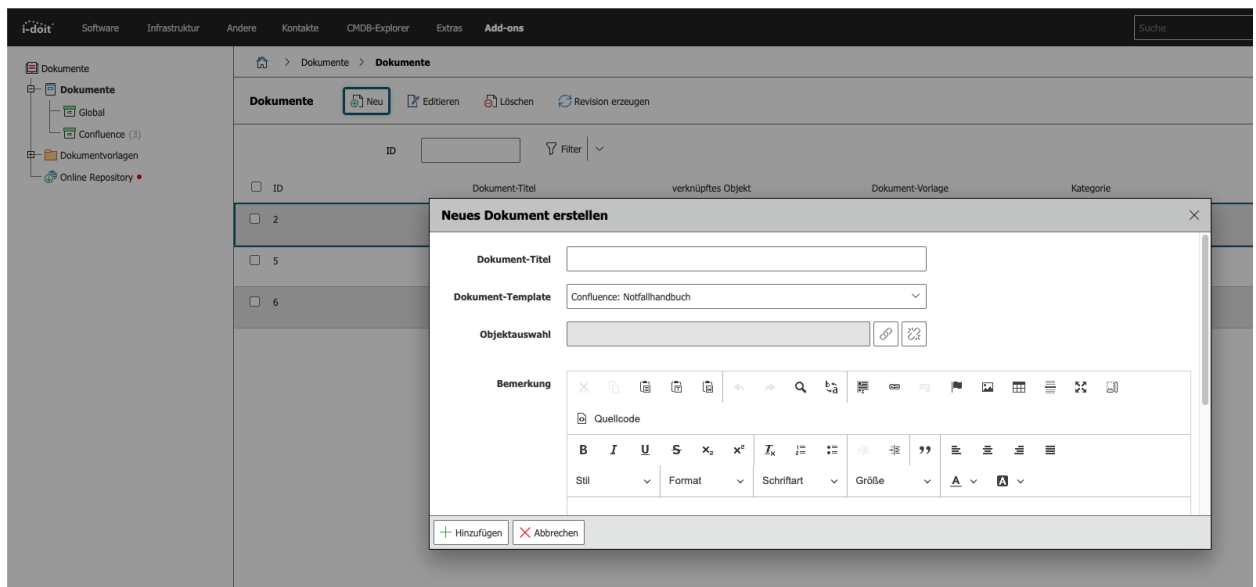 i-doit Software Infrastruktur Andere Kontakte CMDB-Explorer Extras Add-ons Suche
Dokumente
Dokumente
Global
Confluence (3)
Dokumentvorlagen
Online Repository
> Dokumente > Dokumente
Dokumente Neu Editieren Löschen Revision erzeugen
ID Filter
ID Dokument-Titel verknüpftes Objekt Dokument-Vorlage Kategorie
2
5
6
Neues Dokument erstellen
Dokument-Titel
Dokument-Template Confluence: Notfallhandbuch
Objektauswahl
Bemerkung
Quellcode
B I U S x₂ x² Tx
Stil Format Schriftart Größe A A
Hinzufügen Abbrechen